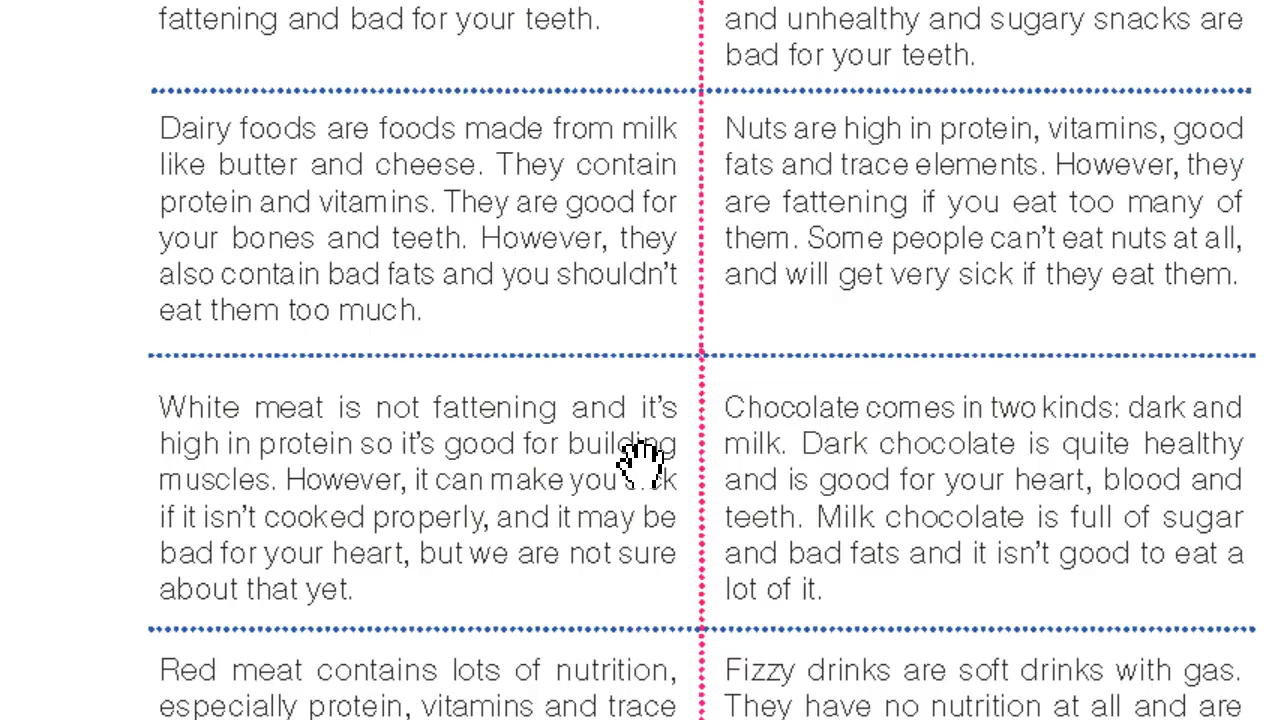 fattening and bad for your teeth.
and unhealthy and sugary snacks are
bad for your teeth.
Dairy foods are foods made from milk
like butter and cheese. They contain
protein and vitamins. They are good for
your bones and teeth. However, they
also contain bad fats and you shouldn't
eat them too much.
Nuts are high in protein, vitamins, good
fats and trace elements. However, they
are fattening if you eat too many of
them. Some people can't eat nuts at all,
and will get very sick if they eat them.
White meat is not fattening and it's
high in protein so it's good for building
muscles. However, it can make you
if it isn't cooked properly, and it may be
bad for your heart, but we are not sure
about that yet.
Chocolate comes in two kinds: dark and
milk. Dark chocolate is quite healthy
and is good for your heart, blood and
teeth. Milk chocolate is full of sugar
and bad fats and it isn't good to eat a
lot of it.
Red meat contains lots of nutrition,
especially protein, vitamins and trace
Fizzy drinks are soft drinks with gas.
They have no nutrition at all and are